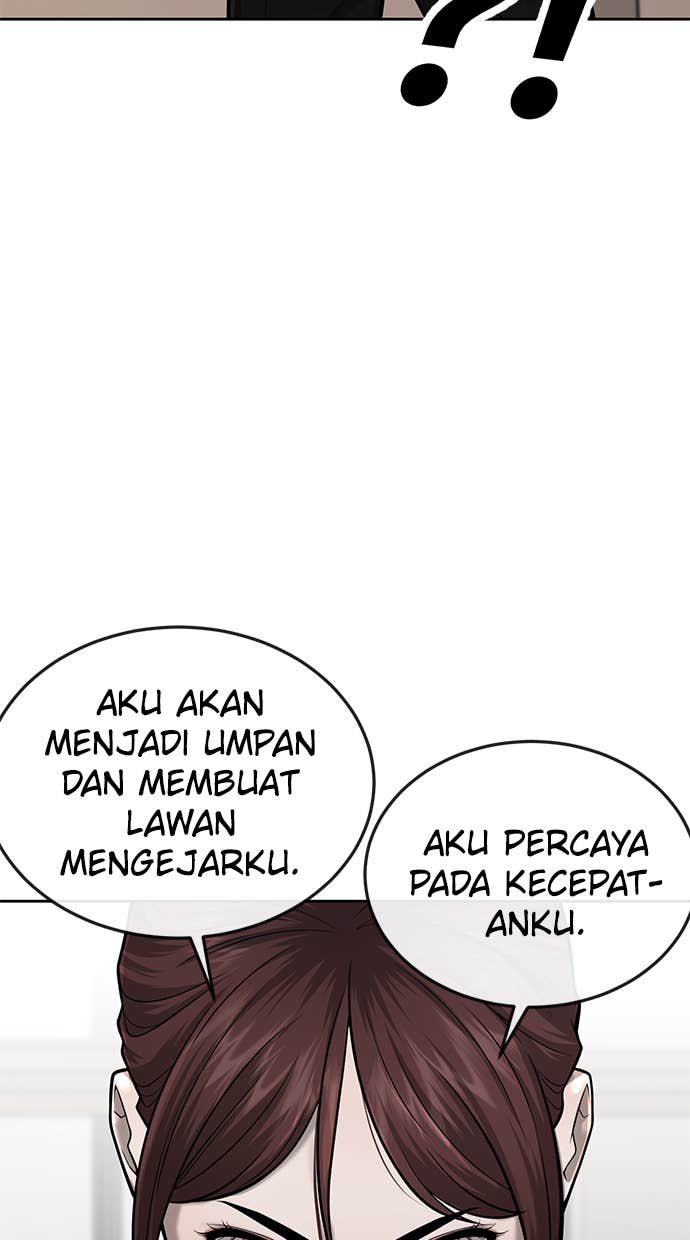 ?!
AKU AKAN
MENJADI UMPAN
DAN MEMBUAT
LAWAN
MENGEJARKU.
AKU PERCAYA
PADA KECEPAT-
ANKU.